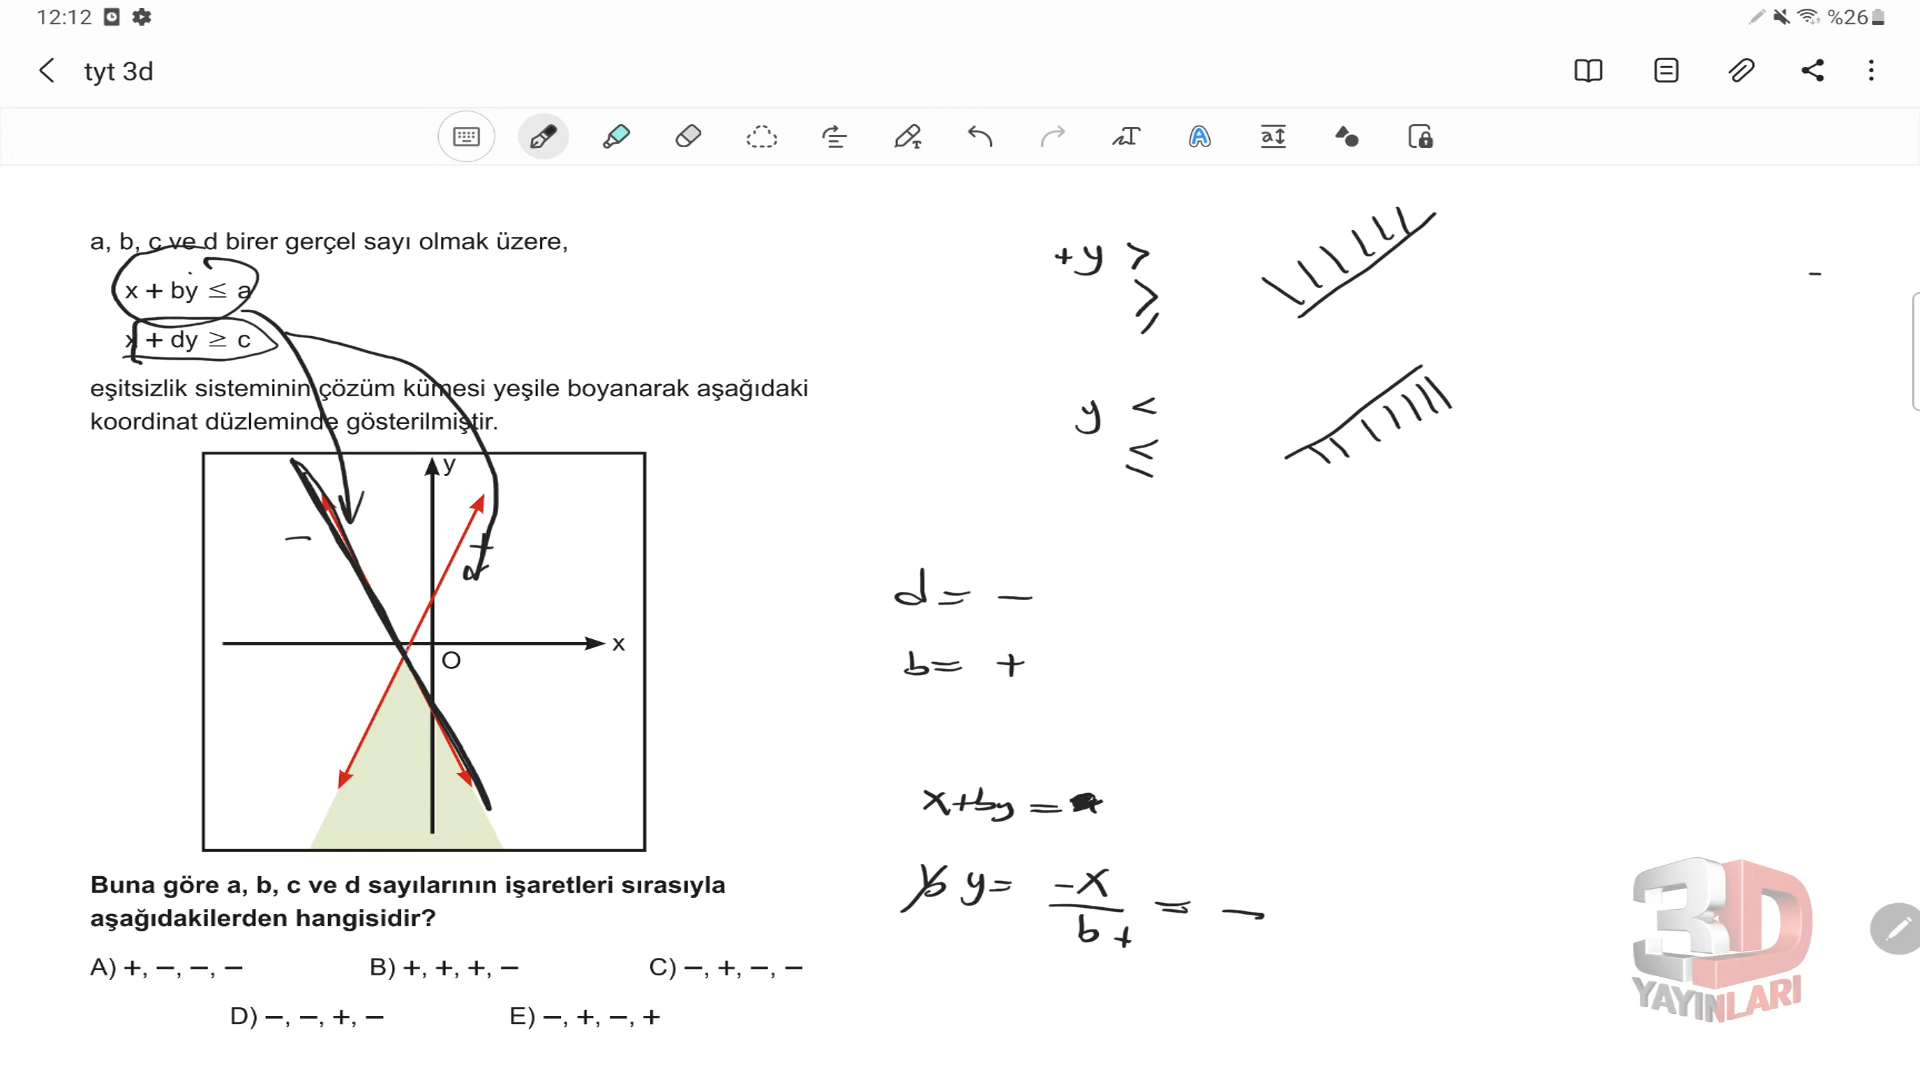 12:12
%26
tyt 3d
a, b, c ve d birer gerçel sayı olmak üzere,
x + by ≤ a
x + dy ≥ c
eşitsizlik sisteminin çözüm kümesi yeşile boyanarak aşağıdaki
koordinat düzleminde gösterilmiştir.
y
x
O
−
+
Buna göre a, b, c ve d sayılarının işaretleri sırasıyla
aşağıdakilerden hangisidir?
A) +, −, −, −
B) +, +, +, −
C) −, +, −, −
D) −, −, +, −
E) −, +, −, +
+y >
≥
y <
≤
−
d = −
b = +
x+by = a
b y = -x / b + = −
3D
YAYINLARI